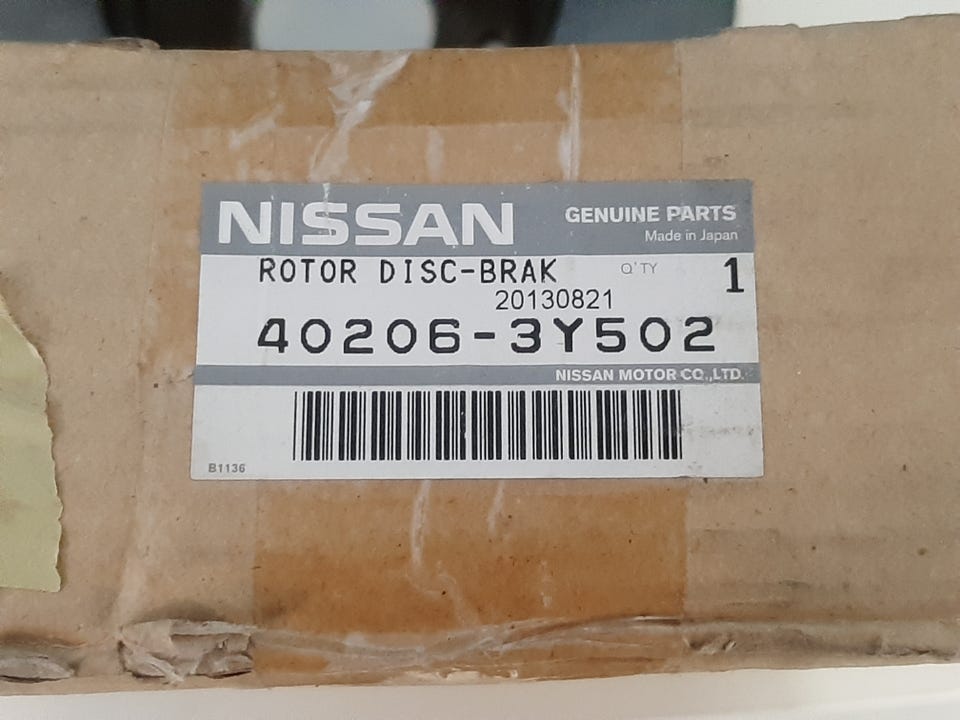 NISSAN GENUINE PARTS
Made in Japan
ROTOR DISC-BRAK Q'TY 1
20130821
40206-3Y502
NISSAN MOTOR CO.,LTD.
B1136